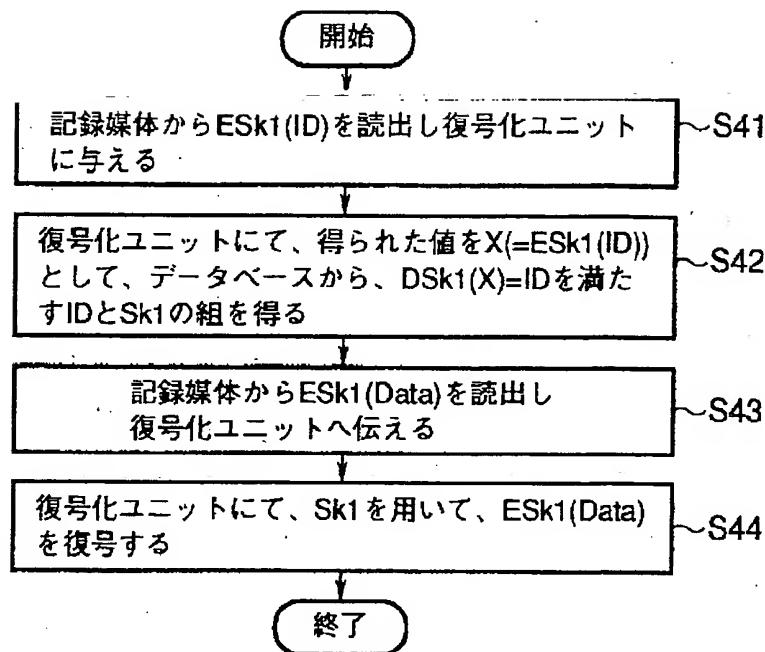 開始
記録媒体からESk1(ID)を読出し復号化ユニット
に与える
~S41
復号化ユニットにて、得られた値をX(=ESk1(ID))
として、データベースから、DSk1(X)=IDを満た
すIDとSk1の組を得る
~S42
記録媒体からESk1(Data)を読出し
復号化ユニットへ伝える
~S43
復号化ユニットにて、Sk1を用いて、ESk1(Data)
を復号する
~S44
終了